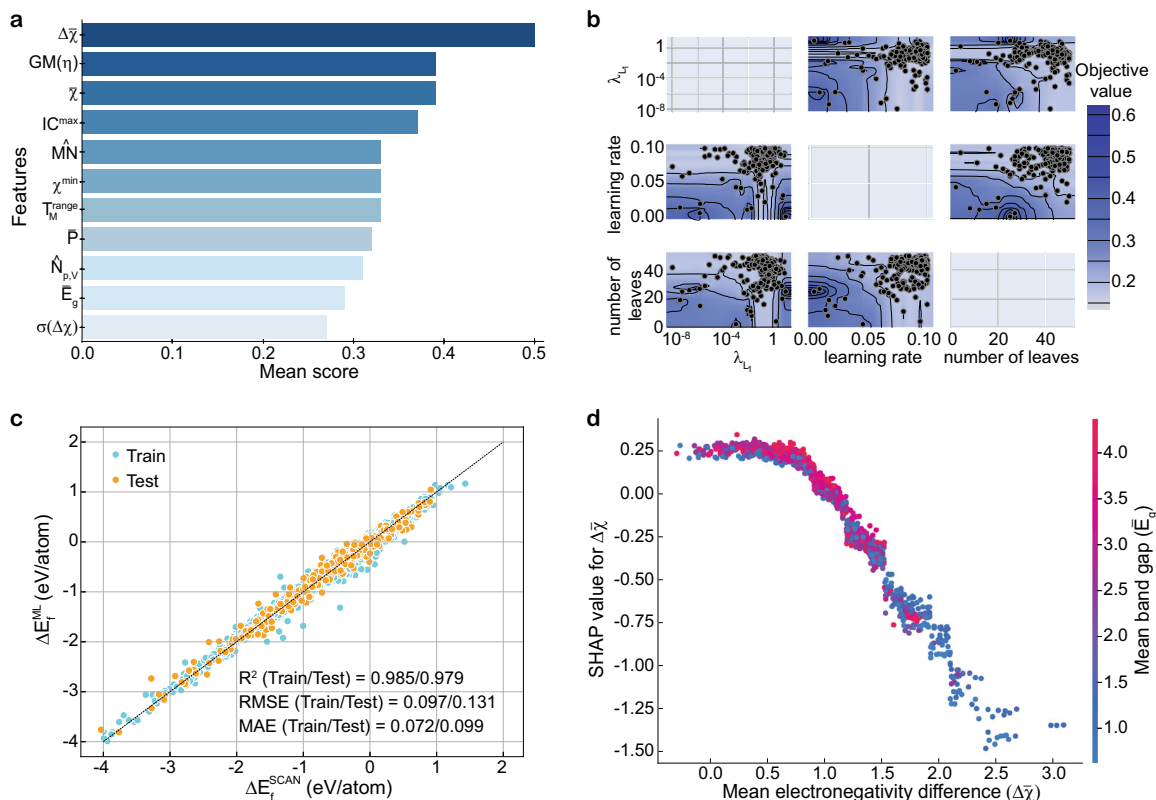 a
Features
Δχ̄
GM(η)
χ̄
IC^max
M̂N
χ^min
T_M^range
P̄
N̂_p,V
Ē_g
σ(Δχ)
0.0 0.1 0.2 0.3 0.4 0.5
Mean score
b
λ_L1
1
10^-4
10^-8
learning rate
0.10
0.05
0.00
number of
leaves
40
20
0
10^-8 10^-4 1
λ_L1
0.00 0.05 0.10
learning rate
0 20 40
number of leaves
Objective
value
0.6
0.5
0.4
0.3
0.2
c
Train
Test
ΔE_f^ML (eV/atom)
2
1
0
-1
-2
-3
-4
R² (Train/Test) = 0.985/0.979
RMSE (Train/Test) = 0.097/0.131
MAE (Train/Test) = 0.072/0.099
-4 -3 -2 -1 0 1 2
ΔE_f^SCAN (eV/atom)
d
SHAP value for Δχ̄
0.25
0.00
-0.25
-0.50
-0.75
-1.00
-1.25
-1.50
0.0 0.5 1.0 1.5 2.0 2.5 3.0
Mean electronegativity difference (Δχ̄)
4.0
3.5
3.0
2.5
2.0
1.5
1.0
Mean band gap (Ē_g)